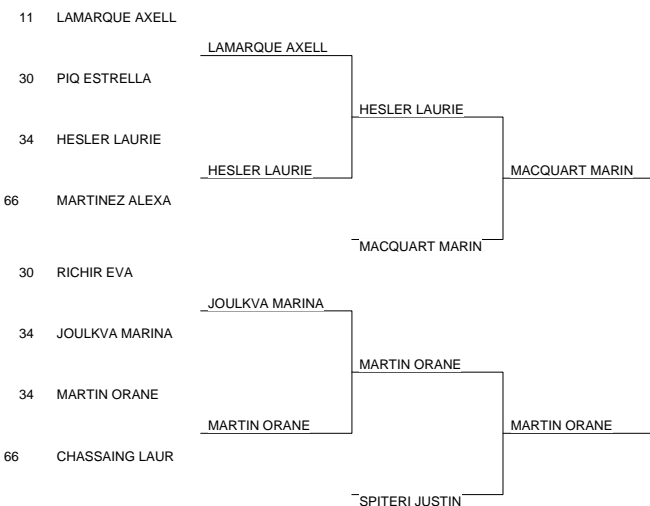 11 LAMARQUE AXELL
LAMARQUE AXELL
30 PIQ ESTRELLA
HESLER LAURIE
34 HESLER LAURIE
HESLER LAURIE
MACQUART MARIN
66 MARTINEZ ALEXA
MACQUART MARIN
30 RICHIR EVA
JOULKVA MARINA
34 JOULKVA MARINA
MARTIN ORANE
34 MARTIN ORANE
MARTIN ORANE
MARTIN ORANE
66 CHASSAING LAUR
SPITERI JUSTIN